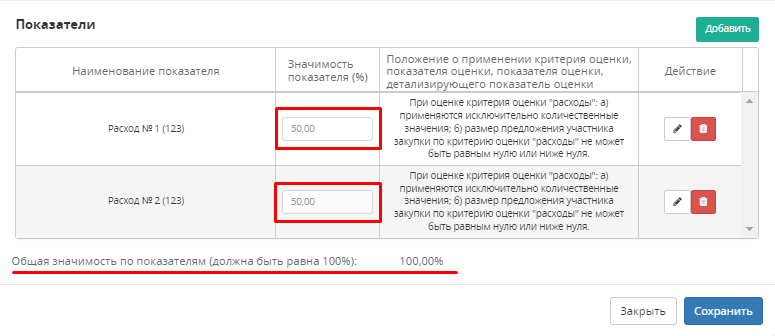 Показатели
Добавить
Наименование показателя
Значимость
показателя (%)
Положение о применении критерия оценки,
показателя оценки, показателя оценки,
детализирующего показатель оценки
Действие
Расход № 1 (123)
50,00
При оценке критерия оценки "расходы": а)
применяются исключительно количественные
значения; б) размер предложения участника
закупки по критерию оценки "расходы" не может
быть равным нулю или ниже нуля.
Расход № 2 (123)
50,00
При оценке критерия оценки "расходы": а)
применяются исключительно количественные
значения; б) размер предложения участника
закупки по критерию оценки "расходы" не может
быть равным нулю или ниже нуля.
Общая значимость по показателям (должна быть равна 100%): 100,00%
Закрыть
Сохранить